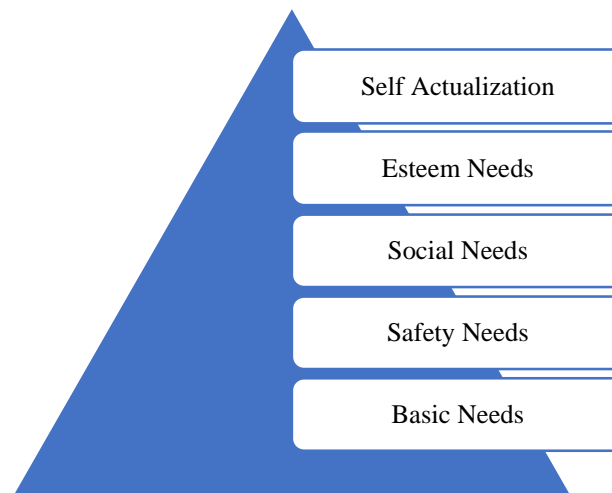 Self Actualization
Esteem Needs
Social Needs
Safety Needs
Basic Needs